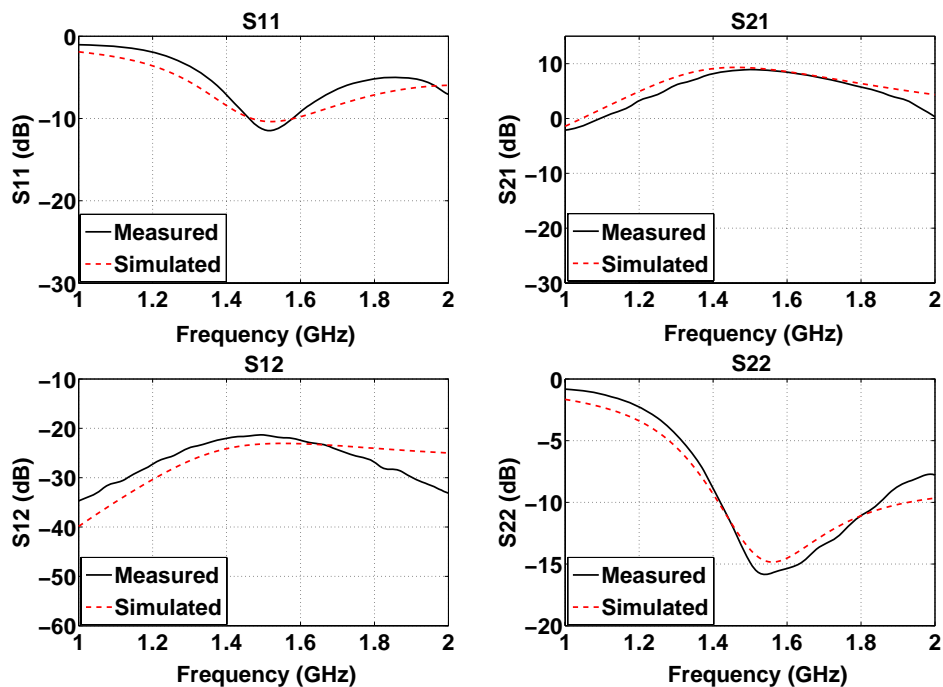 S11
0
−10
−20
−30
S11 (dB)
Measured
Simulated
1 1.2 1.4 1.6 1.8 2
Frequency (GHz)
S21
10
0
−10
−20
−30
S21 (dB)
Measured
Simulated
1 1.2 1.4 1.6 1.8 2
Frequency (GHz)
S12
−10
−20
−30
−40
−50
−60
S12 (dB)
Measured
Simulated
1 1.2 1.4 1.6 1.8 2
Frequency (GHz)
S22
0
−5
−10
−15
−20
S22 (dB)
Measured
Simulated
1 1.2 1.4 1.6 1.8 2
Frequency (GHz)